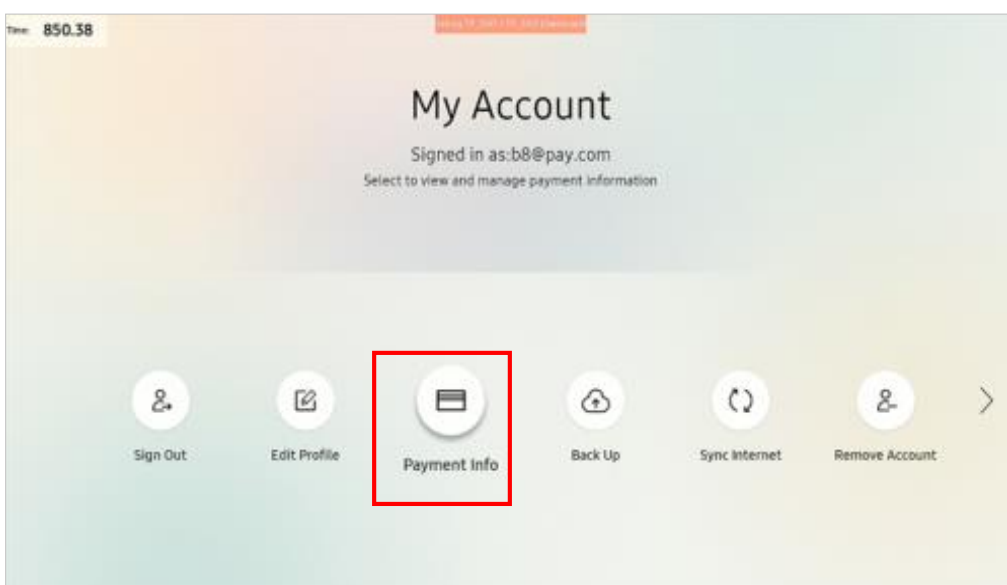 Time: 850.38
My Account
Signed in as:b8@pay.com
Select to view and manage payment information
Sign Out
Edit Profile
Payment Info
Back Up
Sync Internet
Remove Account